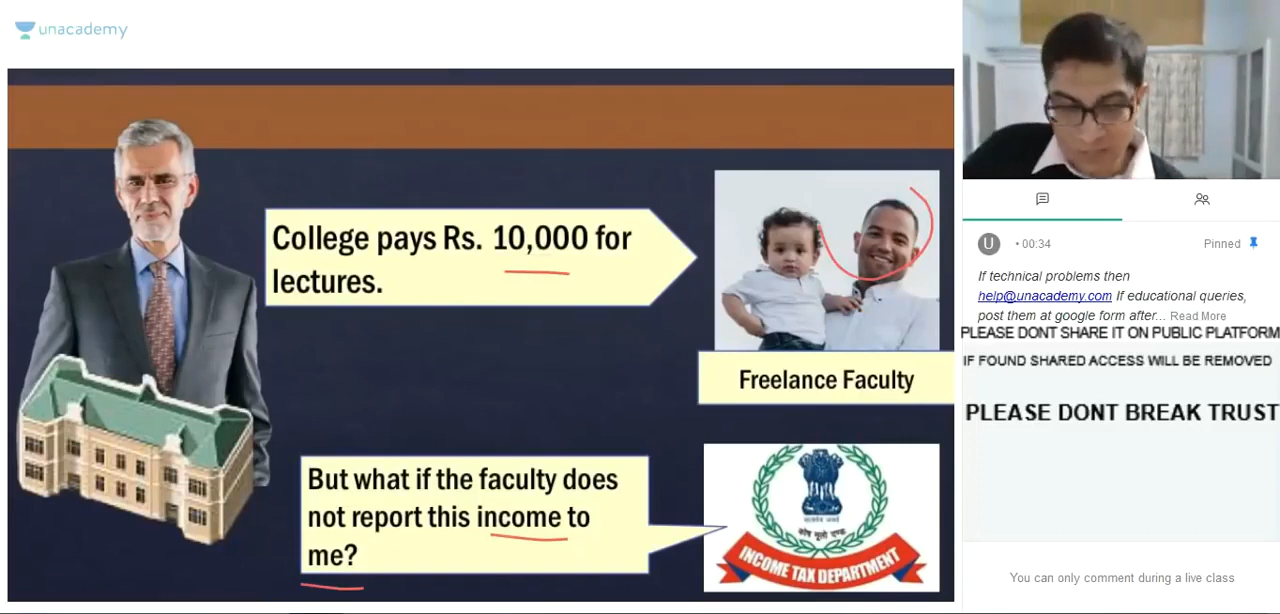 unacademy
College pays Rs. 10,000 for
lectures.
Freelance Faculty
But what if the faculty does
not report this income to
me?
कोष मूलो दण्डः
INCOME TAX DEPARTMENT
U
• 00:34
Pinned
If technical problems then
help@unacademy.com If educational queries,
post them at google form after... Read More
PLEASE DONT SHARE IT ON PUBLIC PLATFORM
IF FOUND SHARED ACCESS WILL BE REMOVED
PLEASE DONT BREAK TRUST
You can only comment during a live class